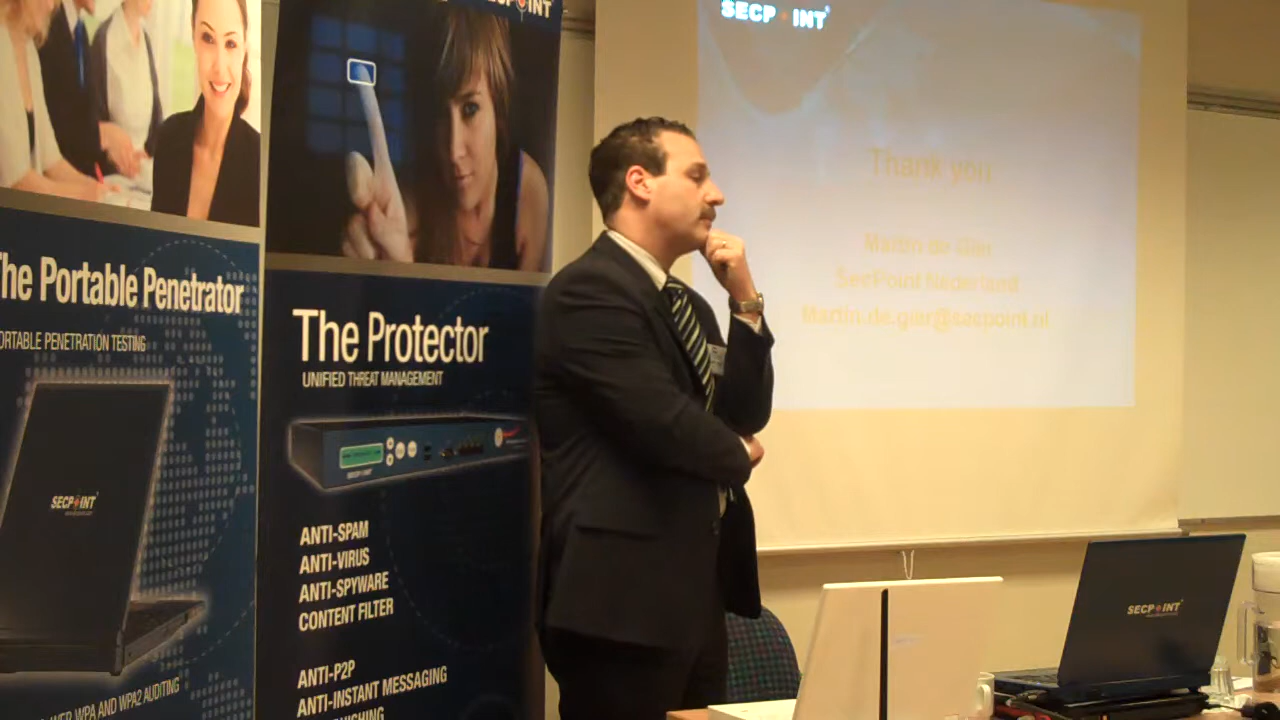 The Portable Penetrator
PORTABLE PENETRATION TESTING
SECPOINT
WEP, WPA AND WPA2 AUDITING
SECPOINT
The Protector
UNIFIED THREAT MANAGEMENT
ANTI-SPAM
ANTI-VIRUS
ANTI-SPYWARE
CONTENT FILTER
ANTI-P2P
ANTI-INSTANT MESSAGING
SECPOINT
Thank you
Martin de Gier
SecPoint Nederland
Martin.de.gier@secpoint.nl
SECPOINT